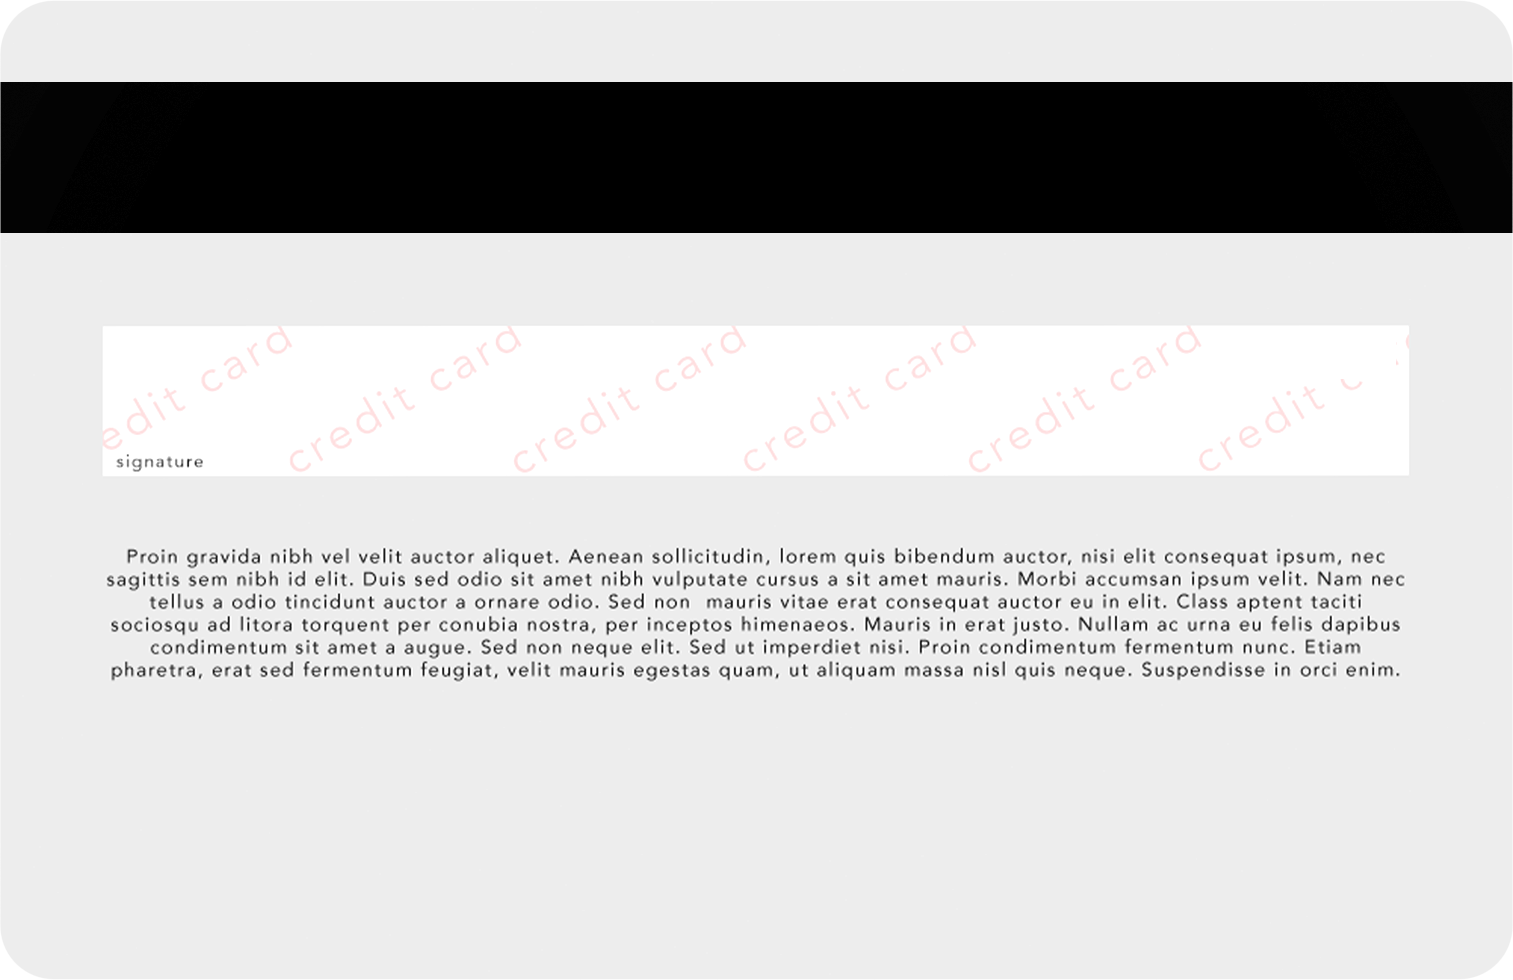 edit card credit card credit card credit card credit card credit
signature
Proin gravida nibh vel velit auctor aliquet. Aenean sollicitudin, lorem quis bibendum auctor, nisi elit consequat ipsum, nec
sagittis sem nibh id elit. Duis sed odio sit amet nibh vulputate cursus a sit amet mauris. Morbi accumsan ipsum velit. Nam nec
tellus a odio tincidunt auctor a ornare odio. Sed non  mauris vitae erat consequat auctor eu in elit. Class aptent taciti
sociosqu ad litora torquent per conubia nostra, per inceptos himenaeos. Mauris in erat justo. Nullam ac urna eu felis dapibus
condimentum sit amet a augue. Sed non neque elit. Sed ut imperdiet nisi. Proin condimentum fermentum nunc. Etiam
pharetra, erat sed fermentum feugiat, velit mauris egestas quam, ut aliquam massa nisl quis neque. Suspendisse in orci enim.